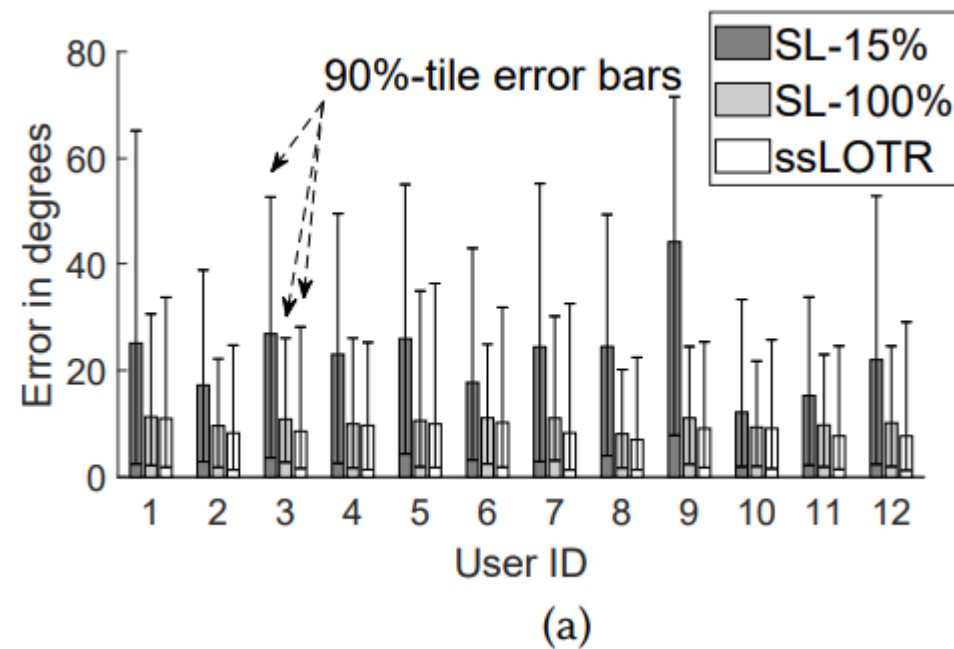 80
60
40
20
0
Error in degrees
90%-tile error bars
SL-15%
SL-100%
ssLOTR
1 2 3 4 5 6 7 8 9 10 11 12
User ID
(a)